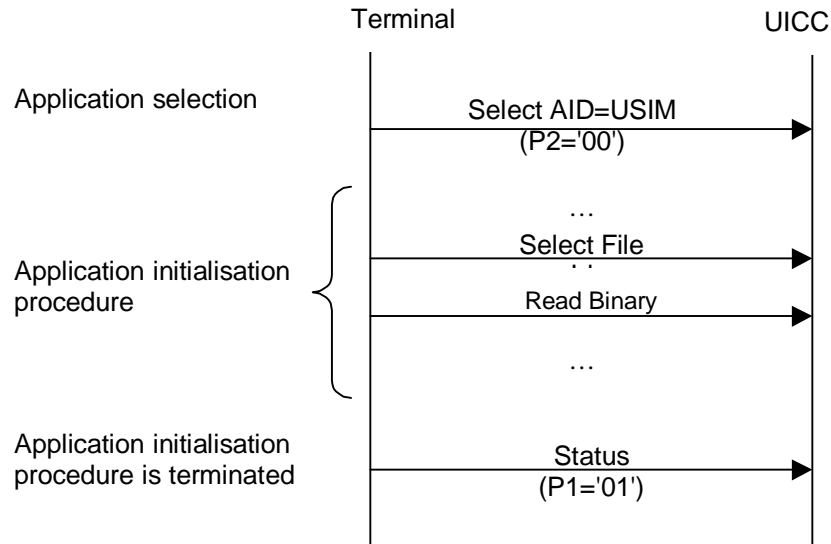 Terminal
UICC
Application selection
Select AID=USIM
(P2='00')
...
Select File
. .
Application initialisation
procedure
Read Binary
...
Application initialisation
procedure is terminated
Status
(P1='01')